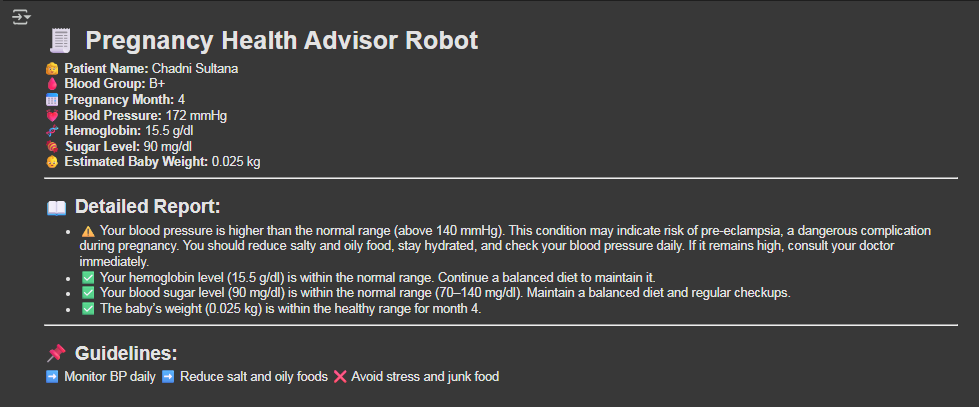 Pregnancy Health Advisor Robot
Patient Name: Chadni Sultana
Blood Group: B+
Pregnancy Month: 4
Blood Pressure: 172 mmHg
Hemoglobin: 15.5 g/dl
Sugar Level: 90 mg/dl
Estimated Baby Weight: 0.025 kg
Detailed Report:
Your blood pressure is higher than the normal range (above 140 mmHg). This condition may indicate risk of pre-eclampsia, a dangerous complication
during pregnancy. You should reduce salty and oily food, stay hydrated, and check your blood pressure daily. If it remains high, consult your doctor
immediately.
Your hemoglobin level (15.5 g/dl) is within the normal range. Continue a balanced diet to maintain it.
Your blood sugar level (90 mg/dl) is within the normal range (70–140 mg/dl). Maintain a balanced diet and regular checkups.
The baby's weight (0.025 kg) is within the healthy range for month 4.
Guidelines:
Monitor BP daily Reduce salt and oily foods Avoid stress and junk food